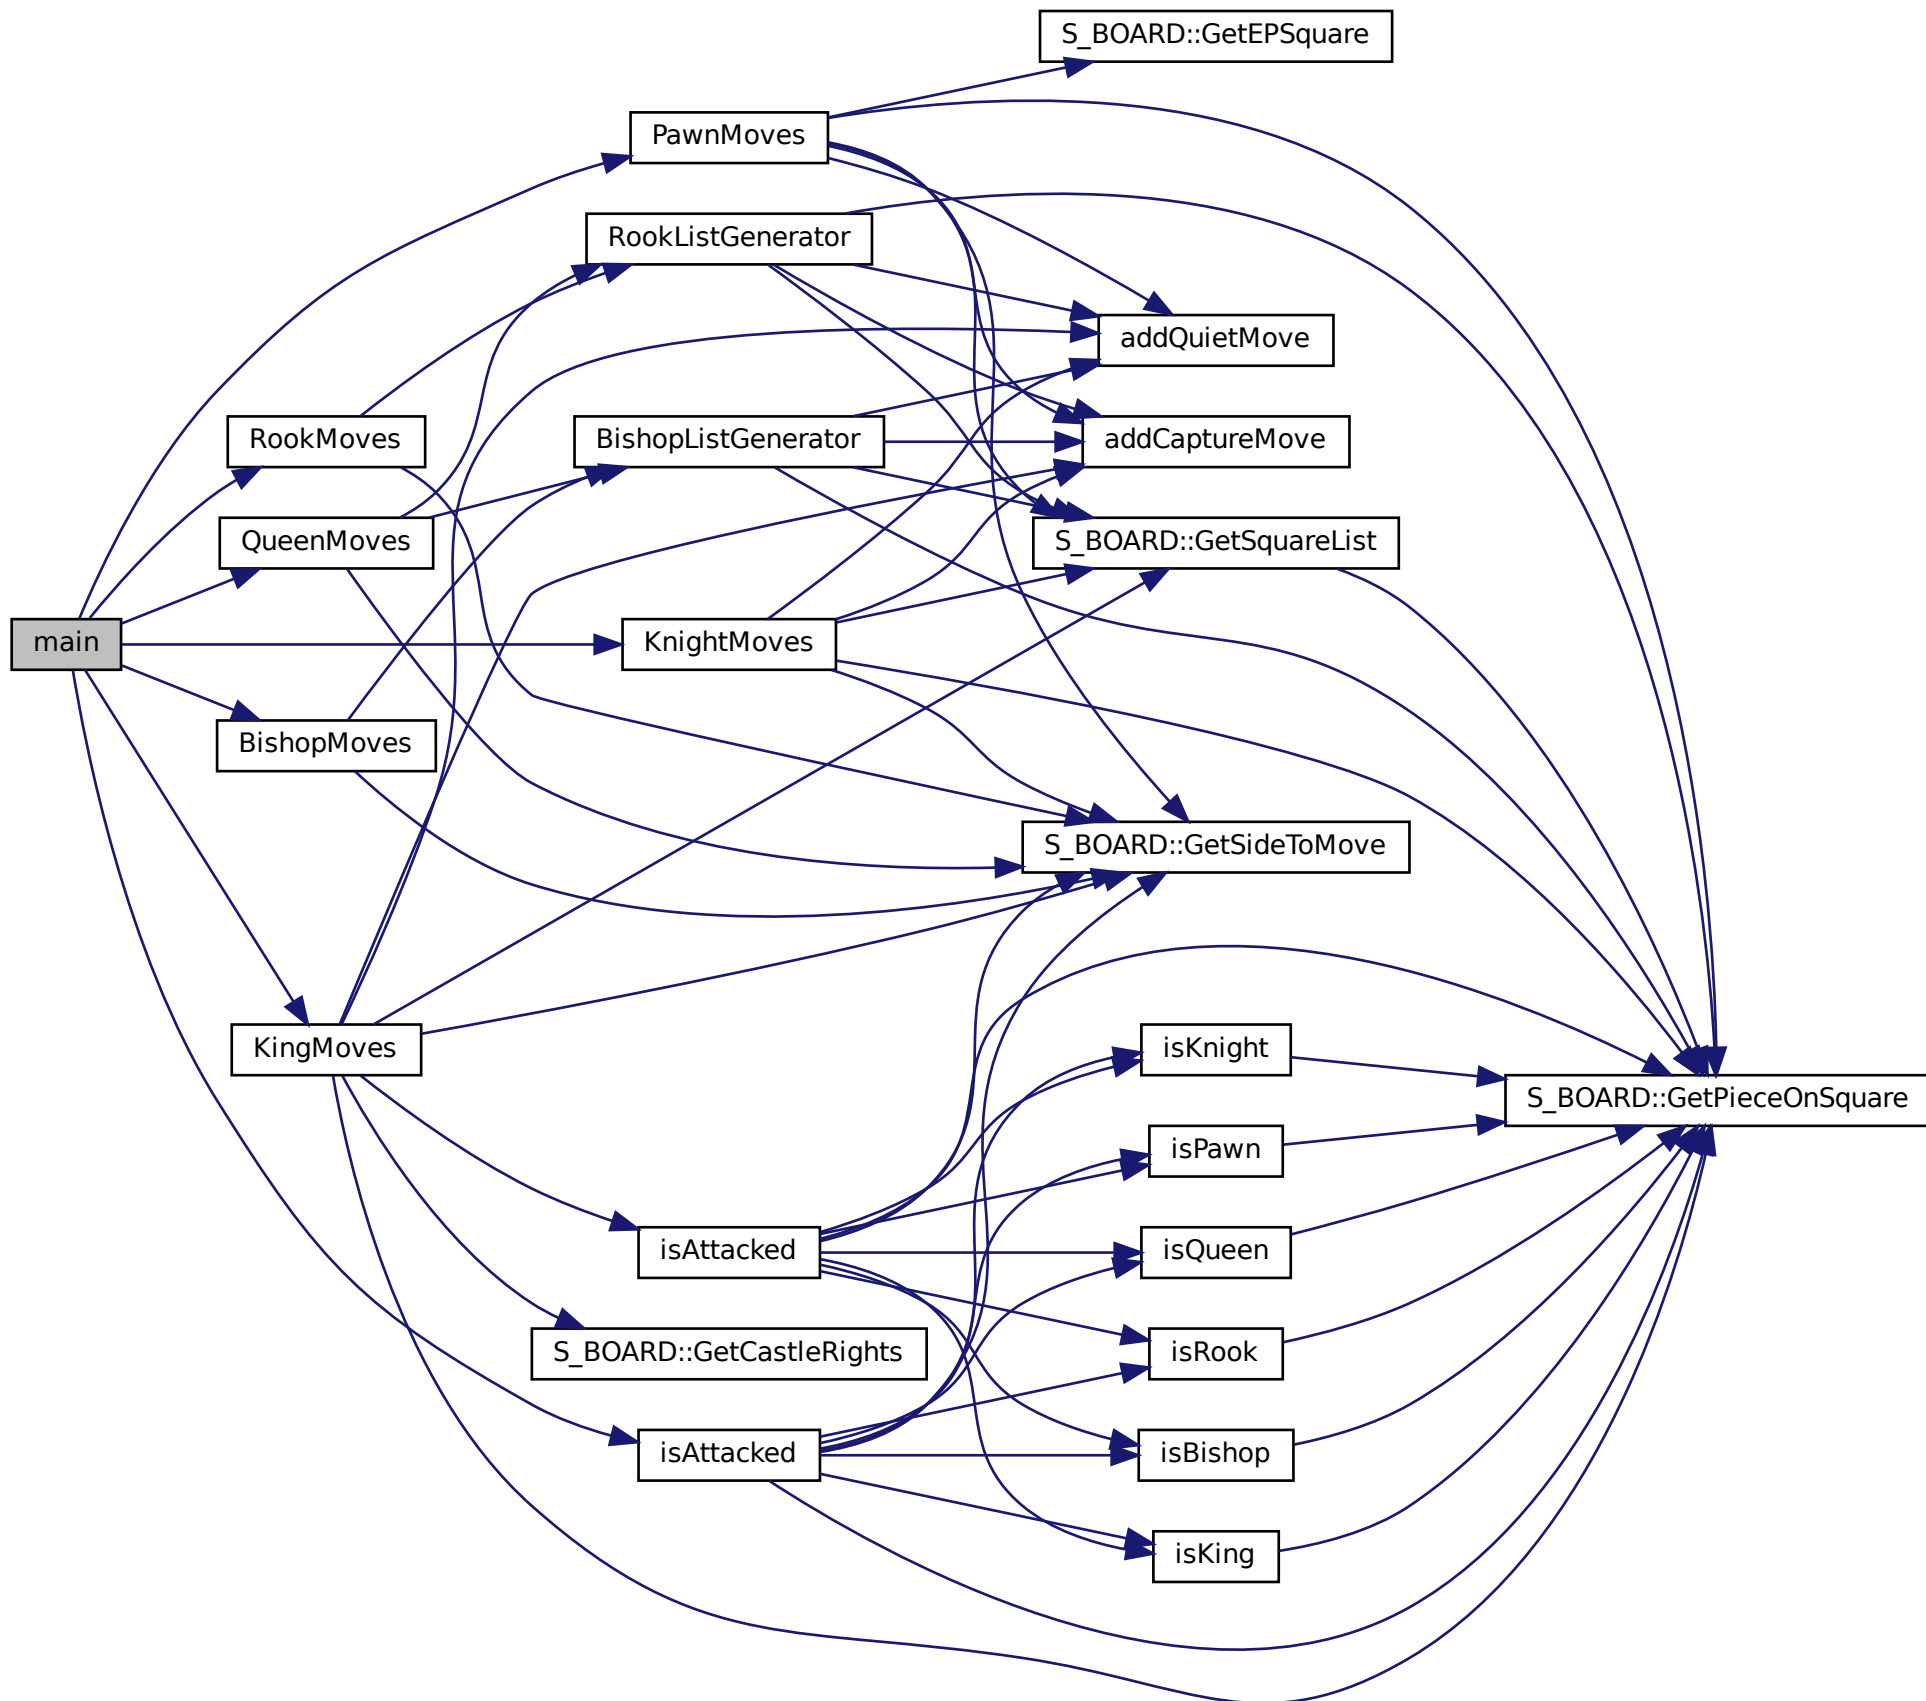 S_BOARD::GetEPSquare
PawnMoves
RookListGenerator
addQuietMove
RookMoves
BishopListGenerator
addCaptureMove
QueenMoves
S_BOARD::GetSquareList
main
KnightMoves
BishopMoves
S_BOARD::GetSideToMove
KingMoves
isKnight
S_BOARD::GetPieceOnSquare
isPawn
isAttacked
isQueen
S_BOARD::GetCastleRights
isRook
isAttacked
isBishop
isKing